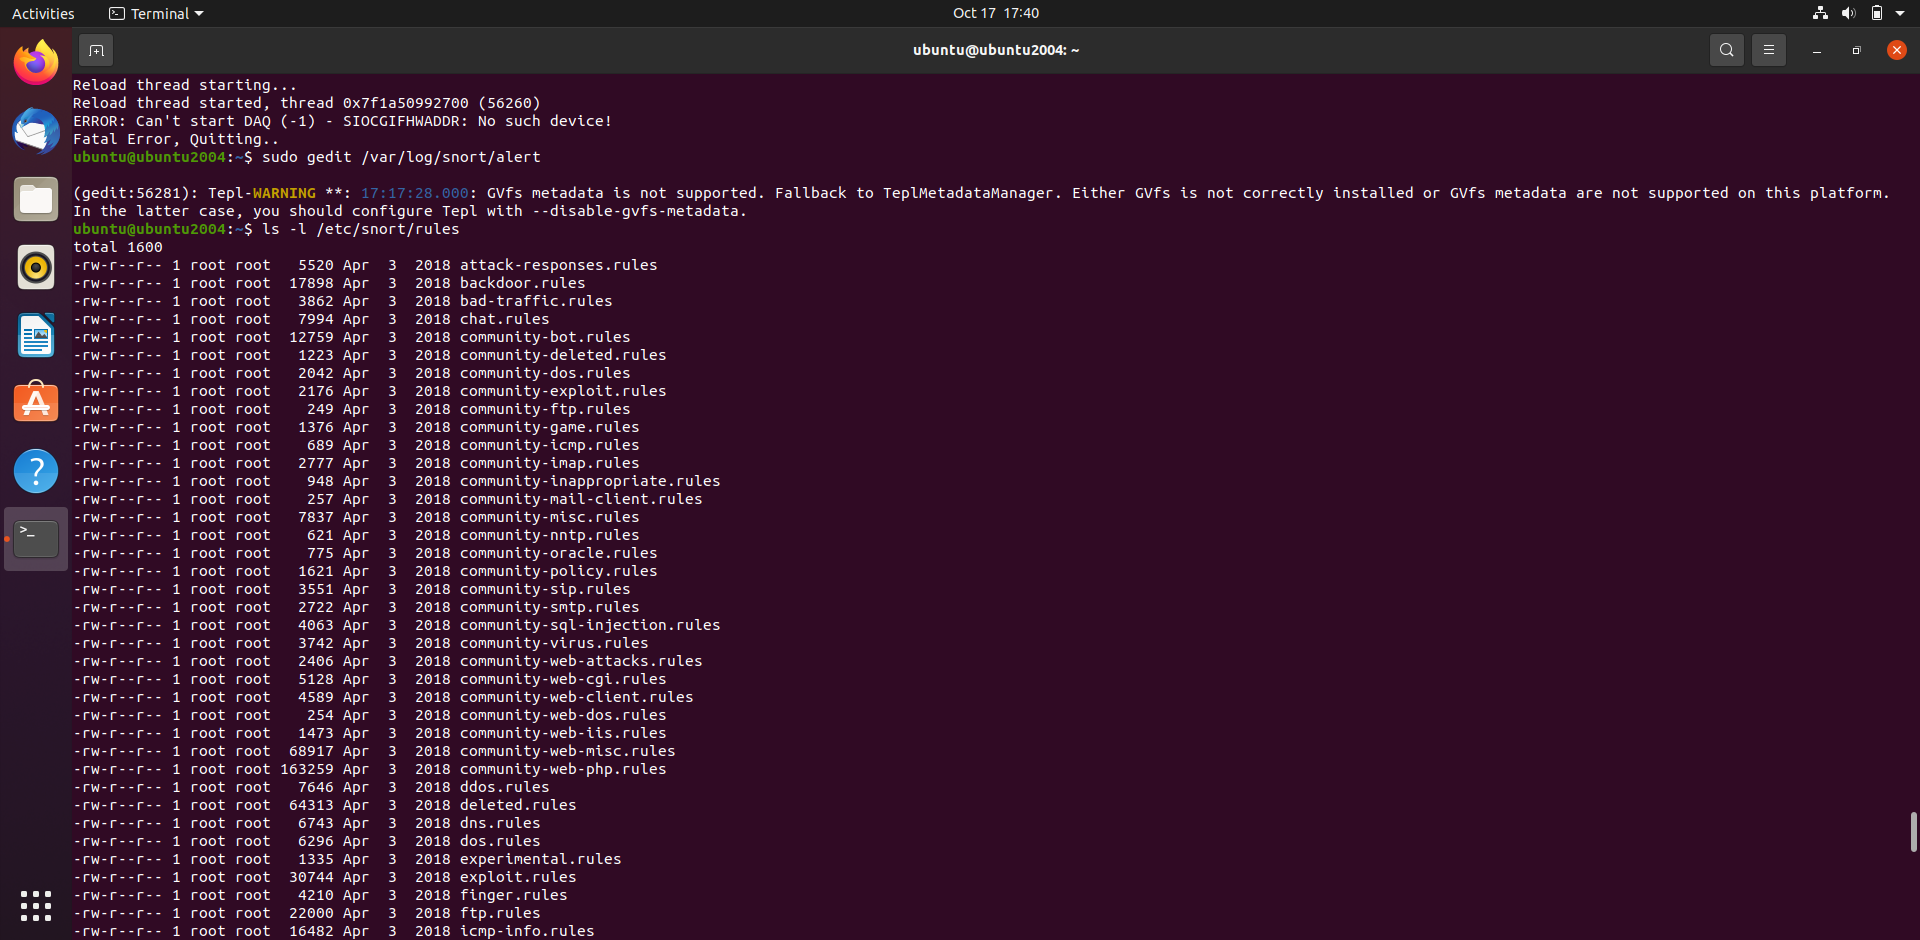 Activities
Terminal
Oct 17 17:40
ubuntu@ubuntu2004: ~
Reload thread starting...
Reload thread started, thread 0x7f1a50992700 (56260)
ERROR: Can't start DAQ (-1) - SIOCGIFHWADDR: No such device!
Fatal Error, Quitting..
ubuntu@ubuntu2004:~$ sudo gedit /var/log/snort/alert
(gedit:56281): Tepl-WARNING **: 17:17:28.000: GVfs metadata is not supported. Fallback to TeplMetadataManager. Either GVfs is not correctly installed or GVfs metadata are not supported on this platform.
In the latter case, you should configure Tepl with --disable-gvfs-metadata.
ubuntu@ubuntu2004:~$ ls -l /etc/snort/rules
total 1600
-rw-r--r-- 1 root root   5520 Apr  3  2018 attack-responses.rules
-rw-r--r-- 1 root root  17898 Apr  3  2018 backdoor.rules
-rw-r--r-- 1 root root   3862 Apr  3  2018 bad-traffic.rules
-rw-r--r-- 1 root root   7994 Apr  3  2018 chat.rules
-rw-r--r-- 1 root root  12759 Apr  3  2018 community-bot.rules
-rw-r--r-- 1 root root   1223 Apr  3  2018 community-deleted.rules
-rw-r--r-- 1 root root   2042 Apr  3  2018 community-dos.rules
-rw-r--r-- 1 root root   2176 Apr  3  2018 community-exploit.rules
-rw-r--r-- 1 root root    249 Apr  3  2018 community-ftp.rules
-rw-r--r-- 1 root root   1376 Apr  3  2018 community-game.rules
-rw-r--r-- 1 root root    689 Apr  3  2018 community-icmp.rules
-rw-r--r-- 1 root root   2777 Apr  3  2018 community-imap.rules
-rw-r--r-- 1 root root    948 Apr  3  2018 community-inappropriate.rules
-rw-r--r-- 1 root root    257 Apr  3  2018 community-mail-client.rules
-rw-r--r-- 1 root root   7837 Apr  3  2018 community-misc.rules
-rw-r--r-- 1 root root    621 Apr  3  2018 community-nntp.rules
-rw-r--r-- 1 root root    775 Apr  3  2018 community-oracle.rules
-rw-r--r-- 1 root root   1621 Apr  3  2018 community-policy.rules
-rw-r--r-- 1 root root   3551 Apr  3  2018 community-sip.rules
-rw-r--r-- 1 root root   2722 Apr  3  2018 community-smtp.rules
-rw-r--r-- 1 root root   4063 Apr  3  2018 community-sql-injection.rules
-rw-r--r-- 1 root root   3742 Apr  3  2018 community-virus.rules
-rw-r--r-- 1 root root   2406 Apr  3  2018 community-web-attacks.rules
-rw-r--r-- 1 root root   5128 Apr  3  2018 community-web-cgi.rules
-rw-r--r-- 1 root root   4589 Apr  3  2018 community-web-client.rules
-rw-r--r-- 1 root root    254 Apr  3  2018 community-web-dos.rules
-rw-r--r-- 1 root root   1473 Apr  3  2018 community-web-iis.rules
-rw-r--r-- 1 root root  68917 Apr  3  2018 community-web-misc.rules
-rw-r--r-- 1 root root 163259 Apr  3  2018 community-web-php.rules
-rw-r--r-- 1 root root   7646 Apr  3  2018 ddos.rules
-rw-r--r-- 1 root root  64313 Apr  3  2018 deleted.rules
-rw-r--r-- 1 root root   6743 Apr  3  2018 dns.rules
-rw-r--r-- 1 root root   6296 Apr  3  2018 dos.rules
-rw-r--r-- 1 root root   1335 Apr  3  2018 experimental.rules
-rw-r--r-- 1 root root  30744 Apr  3  2018 exploit.rules
-rw-r--r-- 1 root root   4210 Apr  3  2018 finger.rules
-rw-r--r-- 1 root root  22000 Apr  3  2018 ftp.rules
-rw-r--r-- 1 root root  16482 Apr  3  2018 icmp-info.rules